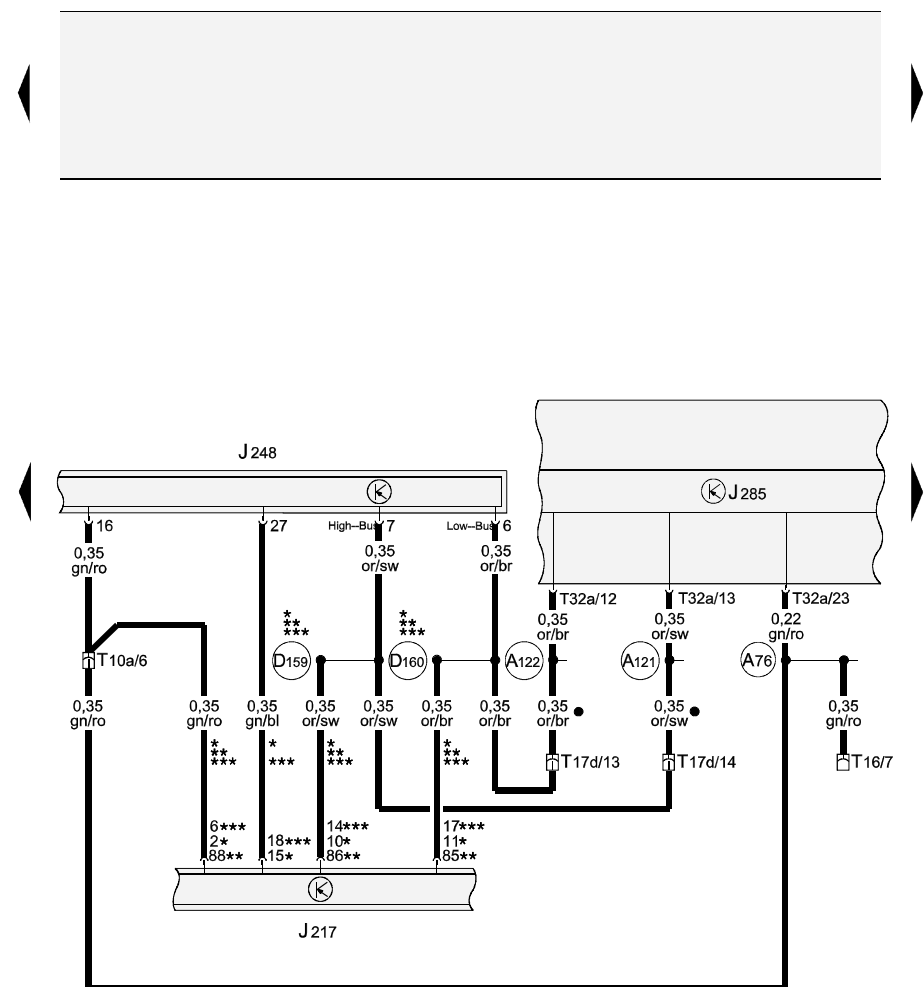 J 248
J 285
16
27
High--Bus 7
Low--Bus 6
0,35
gn/ro
0,35
or/sw
0,35
or/br
T32a/12
T32a/13
T32a/23
0,35
or/br
0,35
or/sw
0,22
gn/ro
*
**
***
*
**
***
T10a/6
D159
D160
A122
A121
A76
0,35
gn/ro
0,35
gn/ro
0,35
gn/bl
0,35
or/sw
0,35
or/sw
0,35
or/br
0,35
or/br
0,35
or/br
0,35
or/sw
0,35
gn/ro
*
**
***
*
***
*
**
***
*
**
***
T17d/13
T17d/14
T16/7
6***
2*
88**
18***
15*
14***
10*
86**
17***
11*
85**
J 217